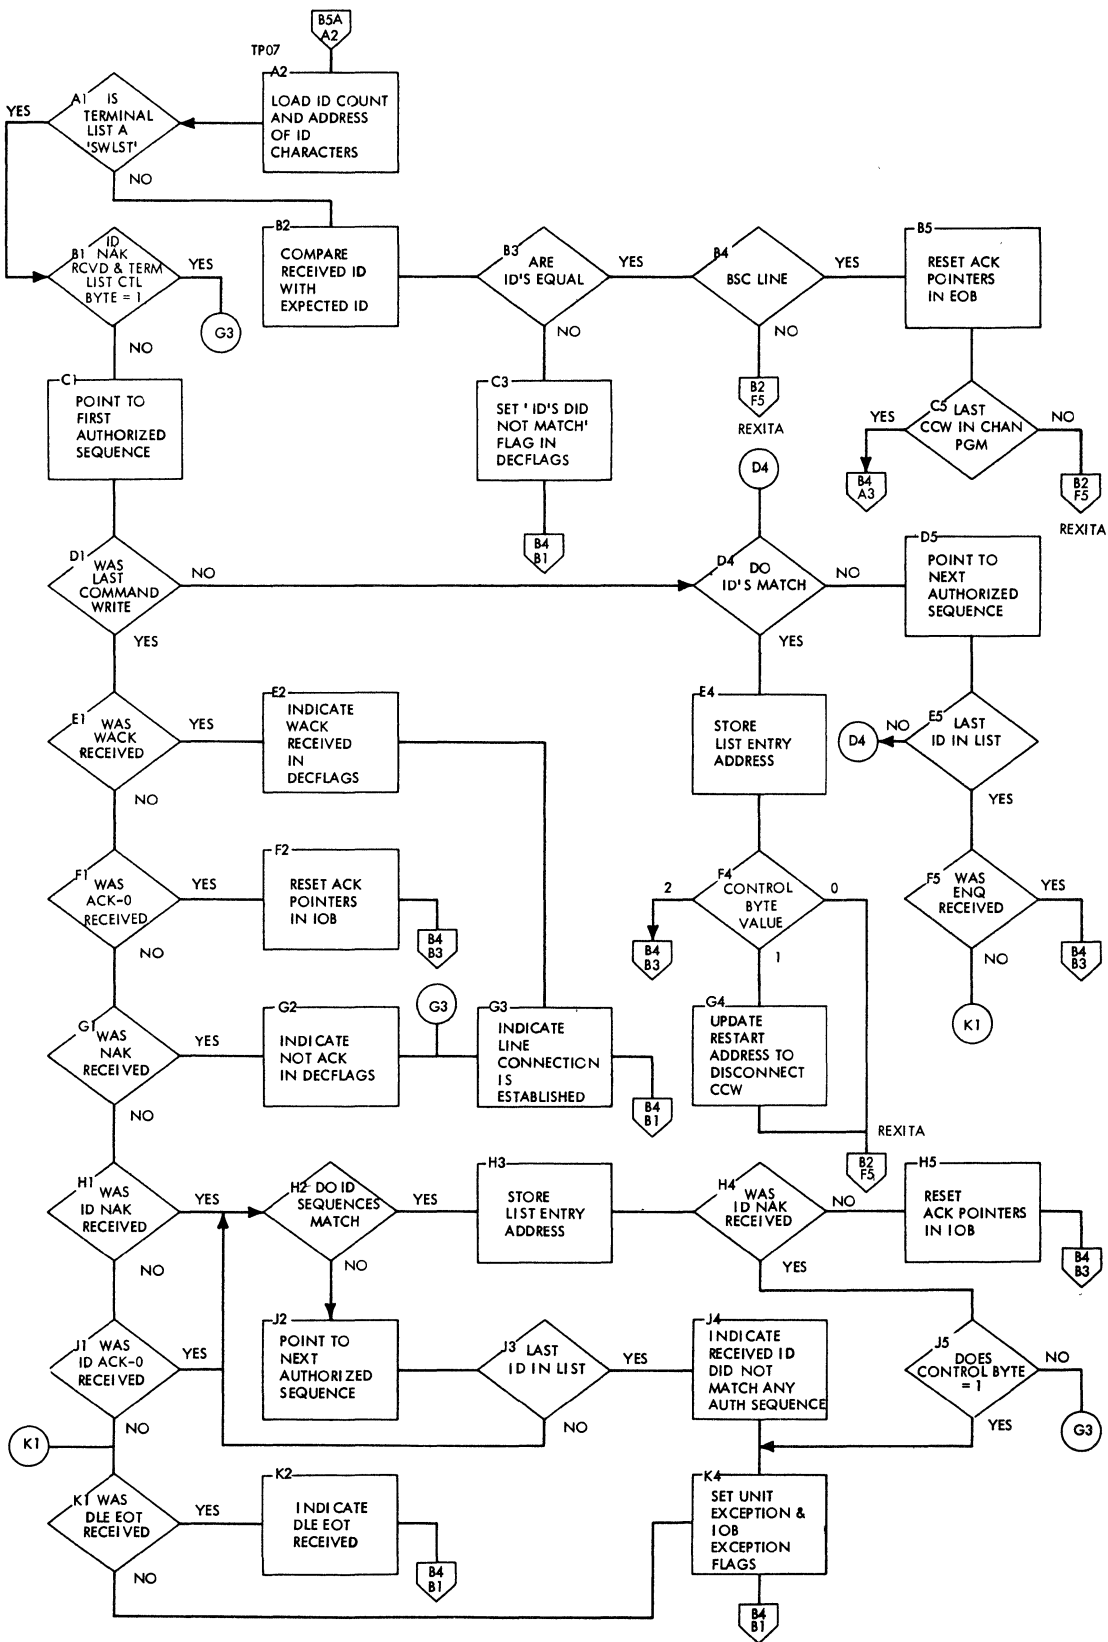 B5A
A2
TP07
A2
LOAD ID COUNT
AND ADDRESS
OF ID
CHARACTERS
A1 IS
TERMINAL
LIST A
'SWLST'
YES
NO
B1 ID
NAK
RCVD & TERM
LIST CTL
BYTE = 1
YES
G3
NO
B2
COMPARE
RECEIVED ID
WITH
EXPECTED ID
B3
ARE
ID'S EQUAL
YES
NO
B4
BSC LINE
YES
NO
B2
F5
REXITA
B5
RESET ACK
POINTERS
IN EOB
C1
POINT TO
FIRST
AUTHORIZED
SEQUENCE
C3
SET 'ID'S DID
NOT MATCH'
FLAG IN
DECFLAGS
B4
B1
C5 LAST
CCW IN CHAN
PGM
YES
B4
A3
NO
B2
F5
REXITA
D4
D1
WAS
LAST
COMMAND
WRITE
NO
YES
D4 DO
ID'S MATCH
NO
YES
D5
POINT TO
NEXT
AUTHORIZED
SEQUENCE
E1
WAS
WACK
RECEIVED
YES
NO
E2
INDICATE
WACK
RECEIVED
IN
DECFLAGS
E4
STORE
LIST ENTRY
ADDRESS
E5 LAST
ID IN LIST
NO
D4
YES
F1
WAS
ACK-0
RECEIVED
YES
NO
F2
RESET ACK
POINTERS
IN IOB
B4
B3
F4
CONTROL
BYTE
VALUE
2
B4
B3
0
1
F5 WAS
ENQ
RECEIVED
YES
B4
B3
NO
K1
G1
WAS
NAK
RECEIVED
YES
NO
G2
INDICATE
NOT ACK
IN DECFLAGS
G3
G3
INDICATE
LINE
CONNECTION
IS
ESTABLISHED
B4
B1
G4
UPDATE
RESTART
ADDRESS TO
DISCONNECT
CCW
REXITA
B2
F5
H1
WAS
ID NAK
RECEIVED
YES
NO
H2 DO ID
SEQUENCES
MATCH
YES
NO
H3
STORE
LIST ENTRY
ADDRESS
H4
WAS
ID NAK
RECEIVED
NO
YES
H5
RESET
ACK POINTERS
IN IOB
B4
B3
J1 WAS
ID ACK-0
RECEIVED
YES
NO
J2
POINT TO
NEXT
AUTHORIZED
SEQUENCE
J3 LAST
ID IN LIST
YES
NO
J4
INDICATE
RECEIVED ID
DID NOT
MATCH ANY
AUTH SEQUENCE
J5
DOES
CONTROL BYTE
= 1
NO
G3
YES
K1
K1 WAS
DLE EOT
RECEIVED
YES
NO
K2
INDICATE
DLE EOT
RECEIVED
B4
B1
K4
SET UNIT
EXCEPTION &
IOB
EXCEPTION
FLAGS
B4
B1